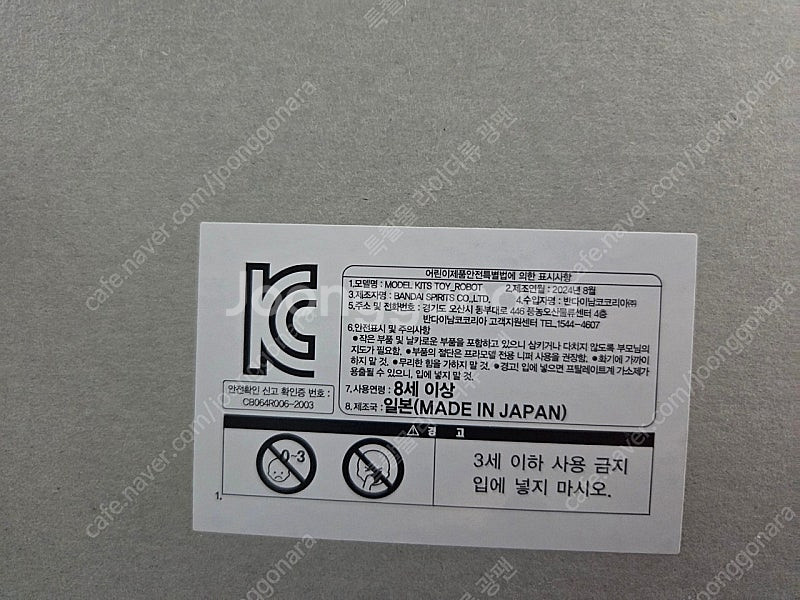 어린이제품안전특별법에 의한 표시사항
1.모델명 : MODEL KITS TOY_ROBOT 2.제조연월 : 2024년 8월
3.제조자명 : BANDAI SPIRITS CO.,LTD. 4.수입자명 : 반다이남코코리아㈜
5.주소 및 전화번호 : 경기도 오산시 동부대로 446 풍농오산물류센터 4층
반다이남코코리아 고객지원센터 TEL.1544-4607
6.안전표시 및 주의사항
●작은 부품 및 날카로운 부품을 포함하고 있으니 삼키거나 다치지 않도록 부모님의
지도가 필요함. ●부품의 절단은 프라모델 전용 니퍼 사용을 권장함. ●화기에 가까이
하지 말 것. ●무리한 힘을 가하지 말 것. ●경고! 입에 넣으면 프탈레이트계 가소제가
용출될 수 있으니, 입에 넣지 말 것.
7. 사용연령 : 8세 이상
8. 제조국 : 일본(MADE IN JAPAN)
KC
안전확인 신고 확인증 번호 :
CB064R006-2003
⚠ 경 고
0-3
3세 이하 사용 금지
입에 넣지 마시오.
1.
joonggonara
cafe.naver.com/joonggonara
특촬물 라이더류 광팬